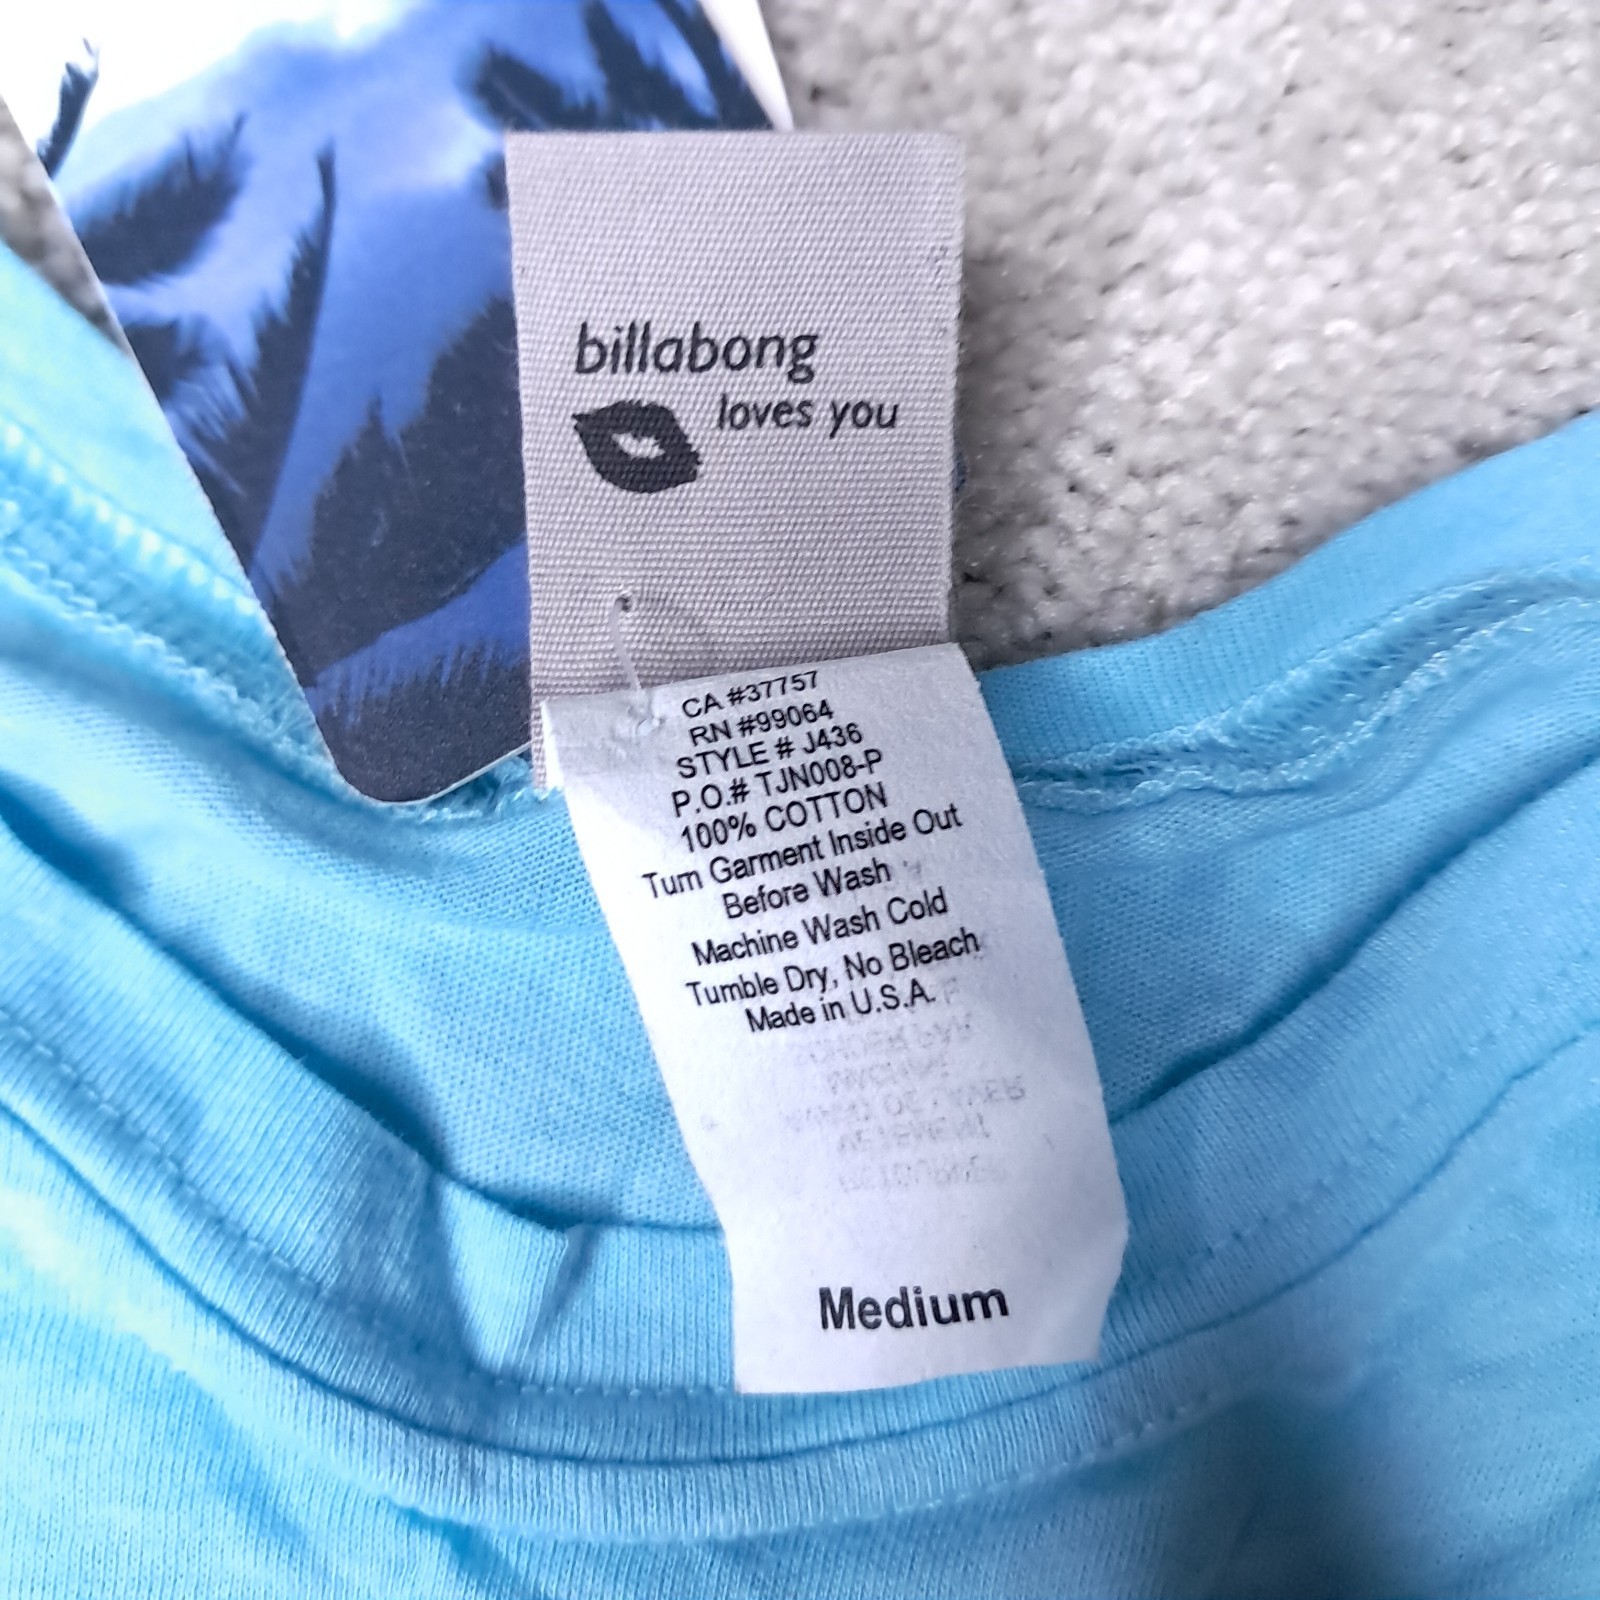 billabong
loves you
CA #37757
RN #99064
STYLE # J436
P.O.# TJN008-P
100% COTTON
Turn Garment Inside Out
Before Wash
Machine Wash Cold
Tumble Dry, No Bleach
Made in U.S.A.
Medium